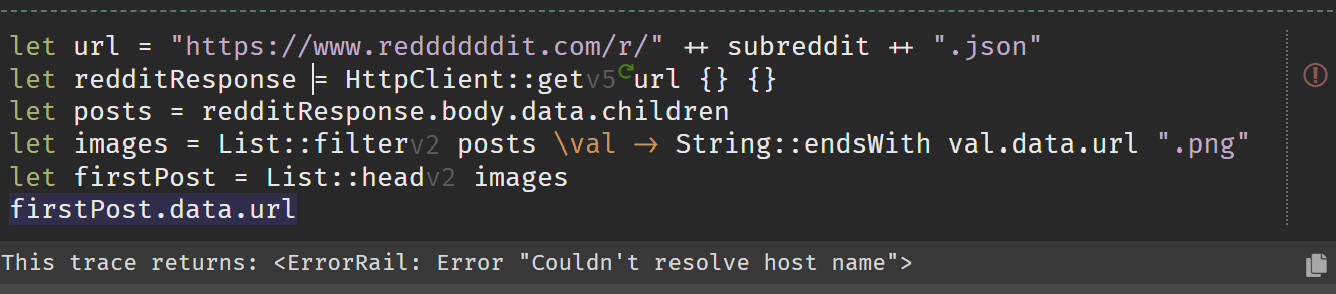 let url = "https://www.reddddddit.com/r/" ++ subreddit ++ ".json"
let redditResponse = HttpClient::getv5 url {} {}
let posts = redditResponse.body.data.children
let images = List::filterv2 posts \val -> String::endsWith val.data.url ".png"
let firstPost = List::headv2 images
firstPost.data.url
This trace returns: <ErrorRail: Error "Couldn't resolve host name">